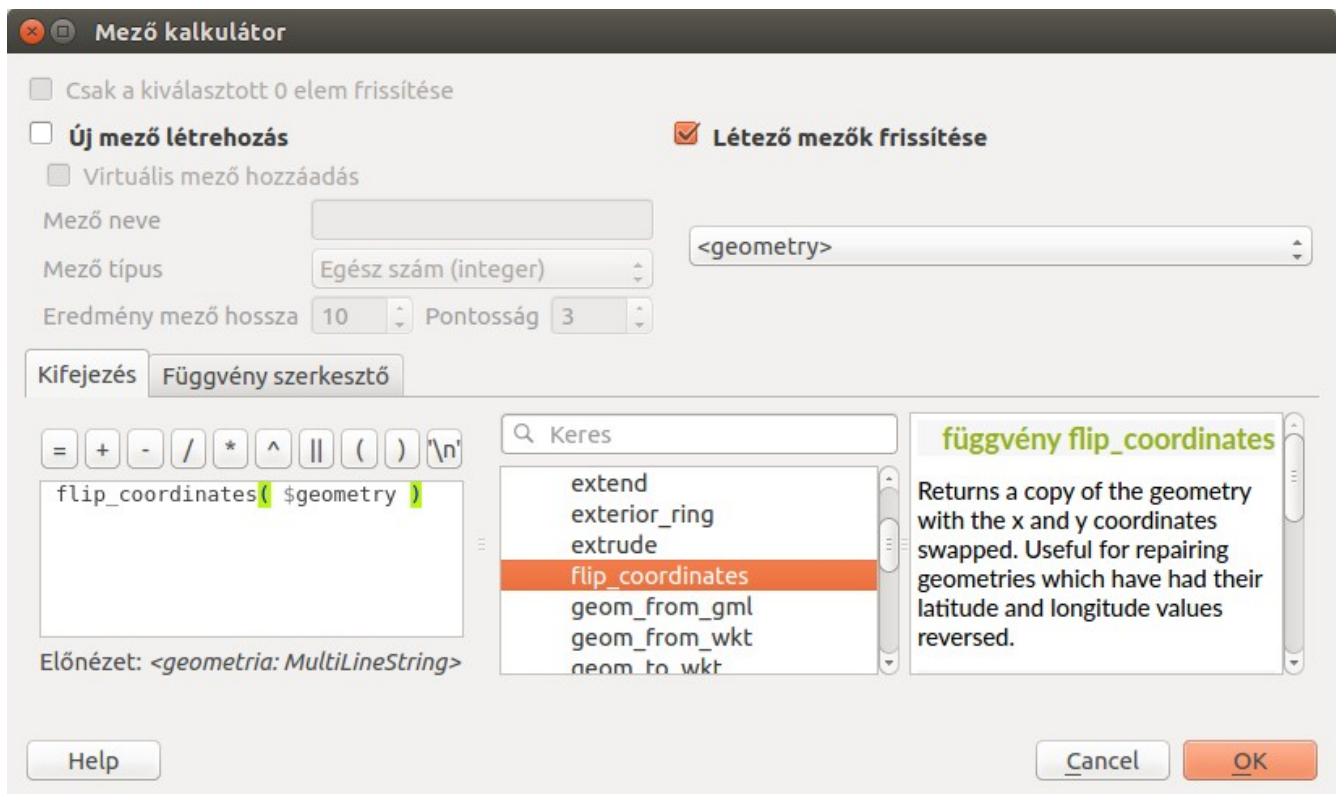 Mező kalkulátor
Csak a kiválasztott 0 elem frissítése
Új mező létrehozás
Létező mezők frissítése
Virtuális mező hozzáadás
Mező neve
<geometry>
Mező típus
Egész szám (integer)
Eredmény mező hossza 10 Pontosság 3
Kifejezés Függvény szerkesztő
= + - / * ^ || ( ) '\n'
flip_coordinates( $geometry )
Előnézet: <geometria: MultiLineString>
Keres
extend
exterior_ring
extrude
flip_coordinates
geom_from_gml
geom_from_wkt
geom_to_wkt
függvény flip_coordinates
Returns a copy of the geometry
with the x and y coordinates
swapped. Useful for repairing
geometries which have had their
latitude and longitude values
reversed.
Help
Cancel
OK